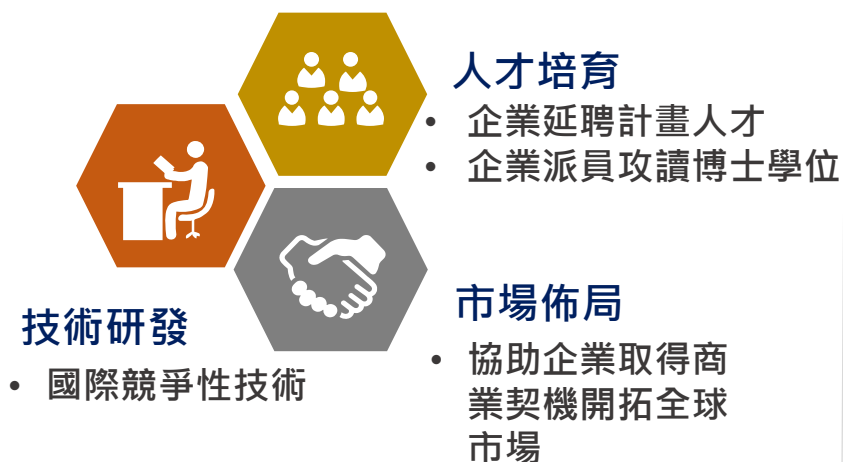 人才培育
• 企業延聘計畫人才
• 企業派員攻讀博士學位
技術研發
• 國際競爭性技術
市場佈局
• 協助企業取得商
業契機開拓全球
市場